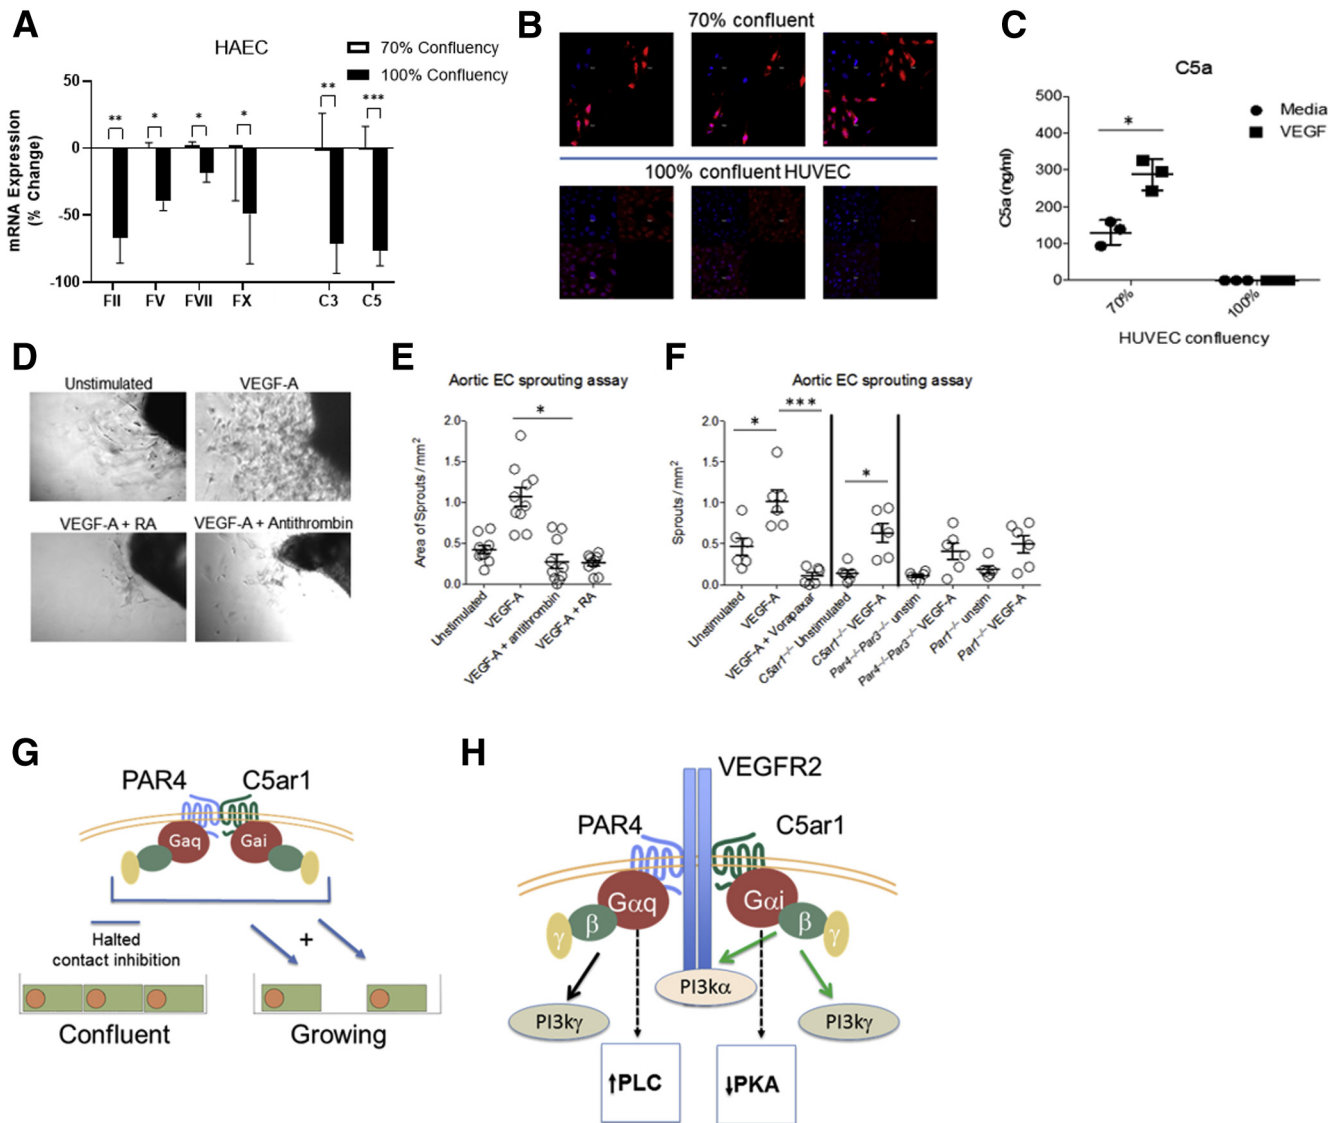 A
HAEC
70% Confluency
100% Confluency
mRNA Expression
(% Change)
50
0
-50
-100
** * * * ** ***
FII FV FVII FX C3 C5
B
70% confluent
100% confluent HUVEC
C
C5a
Media
VEGF
C5a (ng/ml)
500
400
300
200
100
0
*
70% 100%
HUVEC confluency
D
Unstimulated VEGF-A
VEGF-A + RA VEGF-A + Antithrombin
E
Aortic EC sprouting assay
Area of Sprouts / mm²
2.0
1.5
1.0
0.5
0.0
*
Unstimulated
VEGF-A
VEGF-A + antithrombin
VEGF-A + RA
F
Aortic EC sprouting assay
Sprouts / mm²
2.0
1.5
1.0
0.5
0.0
* *** *
Unstimulated
VEGF-A
VEGF-A + Vorapaxar
C5ar1⁻/⁻ Unstimulated
C5ar1⁻/⁻ VEGF-A
Par4⁻/⁻Par3⁻/⁻ unstim
Par4⁻/⁻Par3⁻/⁻ VEGF-A
Par1⁻/⁻ unstim
Par1⁻/⁻ VEGF-A
G
PAR4 C5ar1
Gaq Gai
Halted
contact inhibition
+
Confluent Growing
H
VEGFR2
PAR4 C5ar1
Gαq Gαi
γ β β γ
PI3kα
PI3kγ PI3kγ
↑PLC ↓PKA